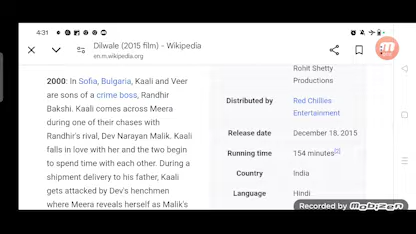 4:31
Dilwale (2015 film) - Wikipedia
en.m.wikipedia.org
2000: In Sofia, Bulgaria, Kaali and Veer
are sons of a crime boss, Randhir
Bakshi. Kaali comes across Meera
during one of their chases with
Randhir's rival, Dev Narayan Malik. Kaali
falls in love with her and the two begin
to spend time with each other. During a
shipment delivery to his father, Kaali
gets attacked by Dev's henchmen
where Meera reveals herself as Malik's
Rohit Shetty
Productions
Distributed by Red Chillies
Entertainment
Release date December 18, 2015
Running time 154 minutes[2]
Country India
Language Hindi
Recorded by Mobizen